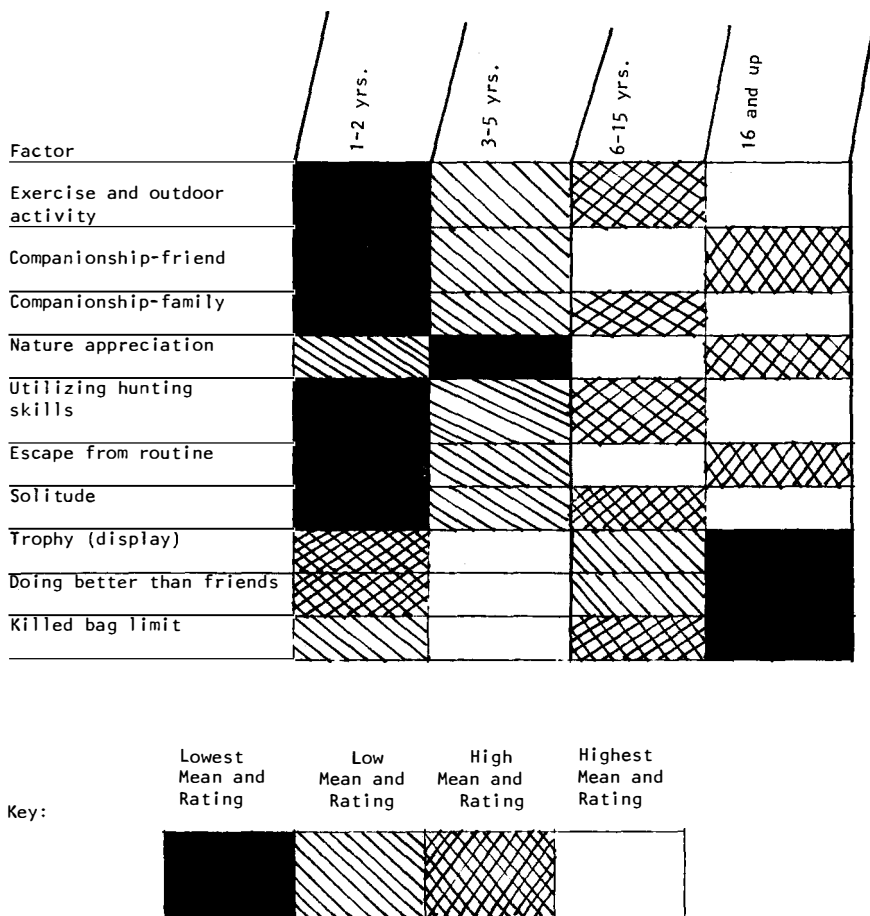 1-2 yrs.
3-5 yrs.
6-15 yrs.
16 and up
Factor
Exercise and outdoor
activity
Companionship-friend
Companionship-family
Nature appreciation
Utilizing hunting
skills
Escape from routine
Solitude
Trophy (display)
Doing better than friends
Killed bag limit
Key:
Lowest
Mean and
Rating
Low
Mean and
Rating
High
Mean and
Rating
Highest
Mean and
Rating